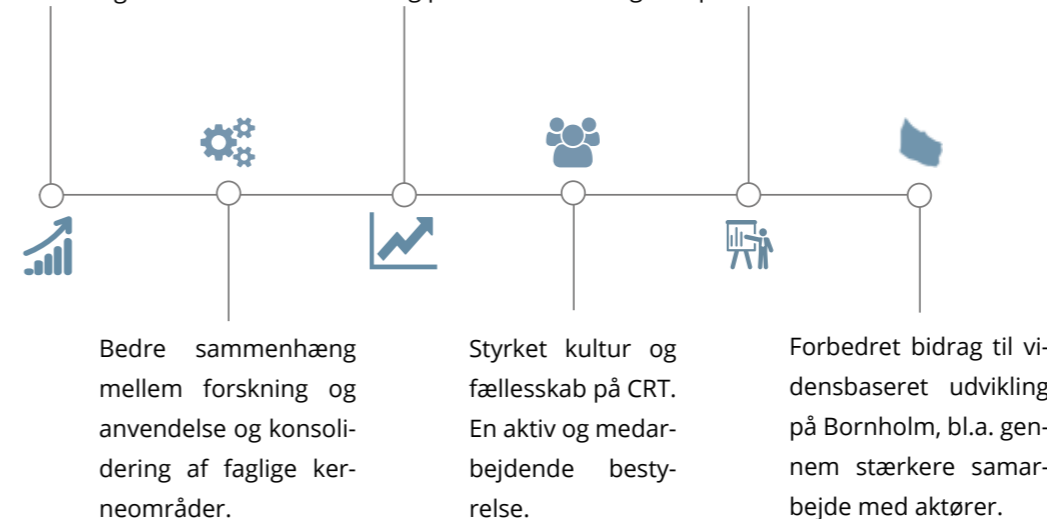 Bedre sammenhæng
mellem forskning og
anvendelse og konsoli-
dering af faglige ker-
neområder.
Styrket kultur og
fællesskab på CRT.
En aktiv og medar-
bejdende besty-
relse.
Forbedret bidrag til vi-
densbaseret udvikling
på Bornholm, bl.a. gen-
nem stærkere samar-
bejde med aktører.